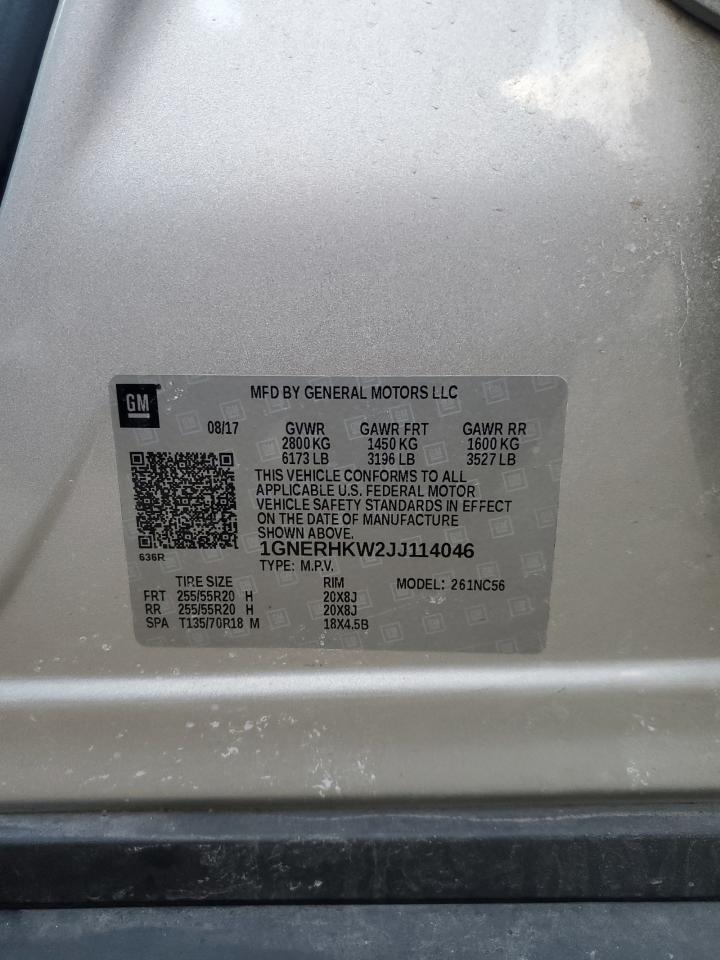 GM
MFD BY GENERAL MOTORS LLC
08/17 GVWR GAWR FRT GAWR RR
2800 KG 1450 KG 1600 KG
6173 LB 3196 LB 3527 LB
THIS VEHICLE CONFORMS TO ALL
APPLICABLE U.S. FEDERAL MOTOR
VEHICLE SAFETY STANDARDS IN EFFECT
ON THE DATE OF MANUFACTURE
SHOWN ABOVE.
636R
1GNERHKW2JJ114046
TYPE: M.P.V.
TIRE SIZE RIM MODEL: 261NC56
FRT 255/55R20 H 20X8J
RR 255/55R20 H 20X8J
SPA T135/70R18 M 18X4.5B